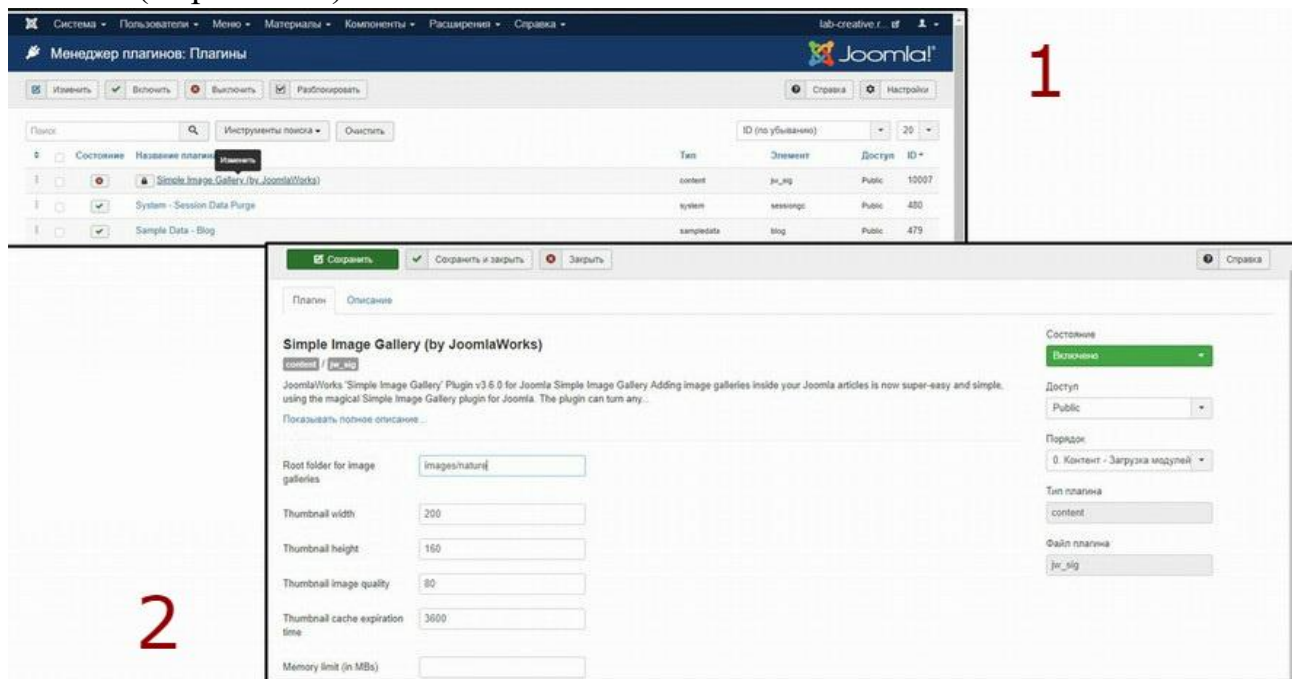 Система Пользователи Меню Материалы Компоненты Расширения Справка lab-creative.r...
Менеджер плагинов: Плагины Joomla!
1
Изменить Включить Выключить Разблокировать Справка Настройки
Поиск Инструменты поиска Очистить ID (по убыванию) 20
Состояние Название плагин Тип Элемент Доступ ID
Изменить
Simple Image Gallery (by JoomlaWorks) content jw_sig Public 10007
System - Session Data Purge system sessiongc Public 480
Sample Data - Blog sampledata blog Public 479
Сохранить Сохранить и закрыть Закрыть Справка
Плагин Описание
Simple Image Gallery (by JoomlaWorks)
content / jw_sig
JoomlaWorks 'Simple Image Gallery' Plugin v3.6.0 for Joomla Simple Image Gallery Adding image galleries inside your Joomla articles is now super-easy and simple,
using the magical Simple Image Gallery plugin for Joomla. The plugin can turn any...
Показывать полное описание...
Root folder for image
galleries
images/nature
Thumbnail width 200
Thumbnail height 160
Thumbnail image quality 80
Thumbnail cache expiration
time
3600
Memory limit (in MBs)
Состояние
Включено
Доступ
Public
Порядок
0. Контент - Загрузка модулей
Тип плагина
content
Файл плагина
jw_sig
2